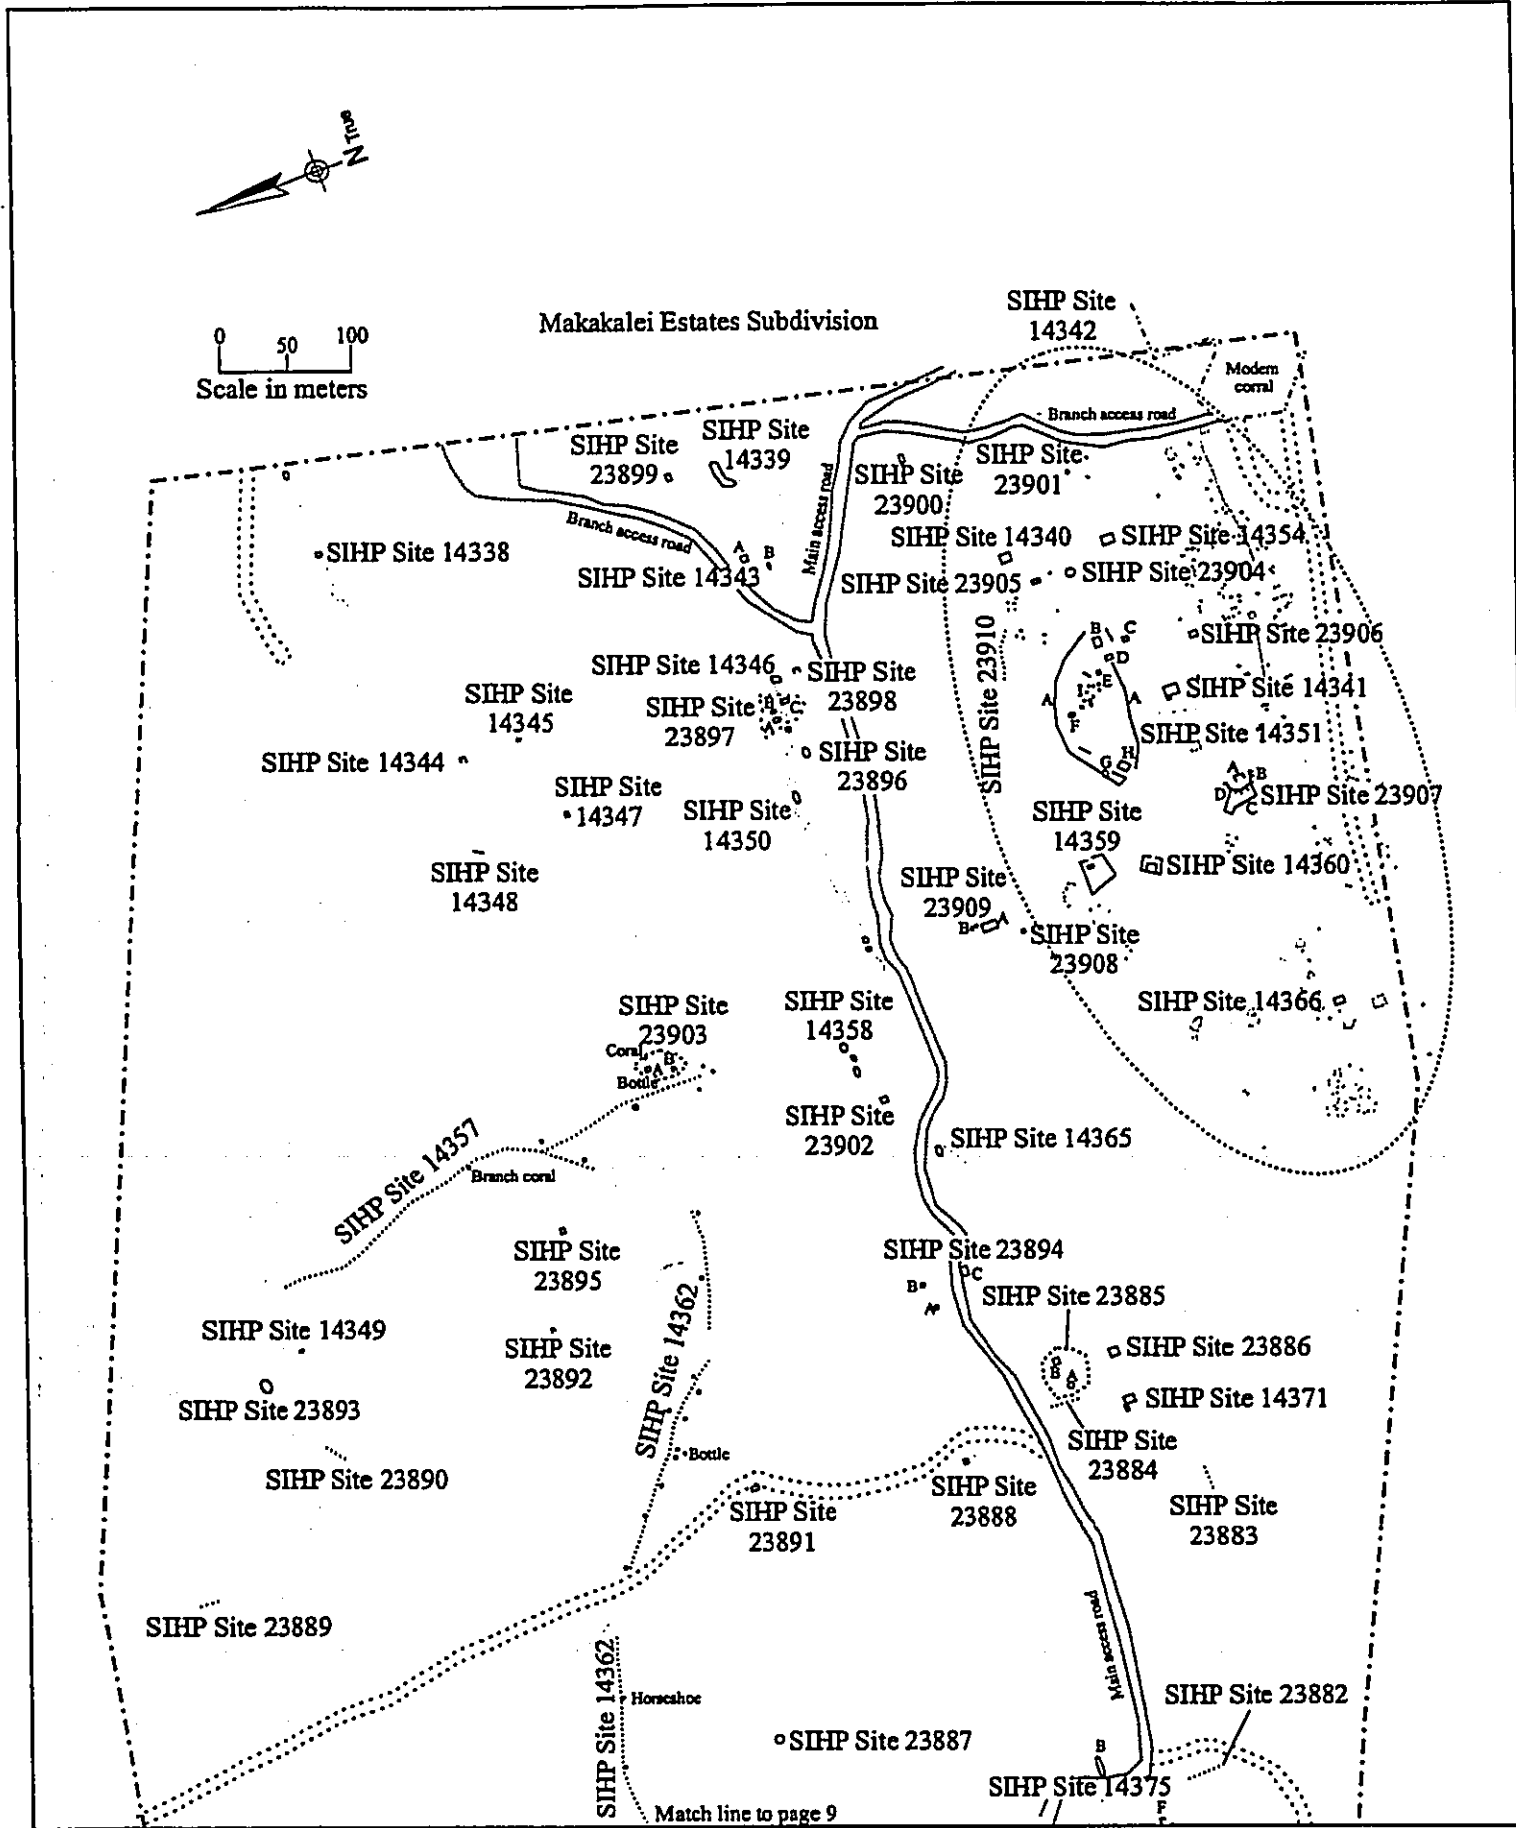 True
N
0 50 100
Scale in meters
Makakalei Estates Subdivision
SIHP Site
14342
Modern
corral
Branch access road
SIHP Site
23899
SIHP Site
14339
Main access road
SIHP Site
23900
SIHP Site
23901
Branch access road
SIHP Site 14338
A
B
SIHP Site 14343
SIHP Site 14340
SIHP Site 14354
SIHP Site 23905
SIHP Site 23904
SIHP Site 23910
B
C
D
SIHP Site 23906
E
I
J
A
A
F
SIHP Site 14341
SIHP Site 14346
SIHP Site
23898
SIHP Site
14345
SIHP Site
23897
B
C
A
SIHP Site 14351
H
G
SIHP Site 14344
SIHP Site
23896
A
B
D
C
SIHP Site 23907
SIHP Site
14347
SIHP Site
14350
SIHP Site
14359
SIHP Site
14348
SIHP Site
23909
B
A
SIHP Site 14360
SIHP Site
23908
SIHP Site
23903
Coral
B
A
Bottle
SIHP Site
14358
SIHP Site 14366
SIHP Site
23902
SIHP Site 14365
SIHP Site 14357
Branch coral
SIHP Site
23895
SIHP Site 23894
C
B
A
SIHP Site 23885
SIHP Site 14349
SIHP Site
23892
SIHP Site 14362
B
A
SIHP Site 23886
SIHP Site 23893
SIHP Site 14371
SIHP Site
23884
SIHP Site 23890
Bottle
SIHP Site
23891
SIHP Site
23888
SIHP Site
23883
SIHP Site 23889
Main access road
SIHP Site 14362
Horseshoe
SIHP Site 23887
SIHP Site 23882
B
SIHP Site 14375
Match line to page 9